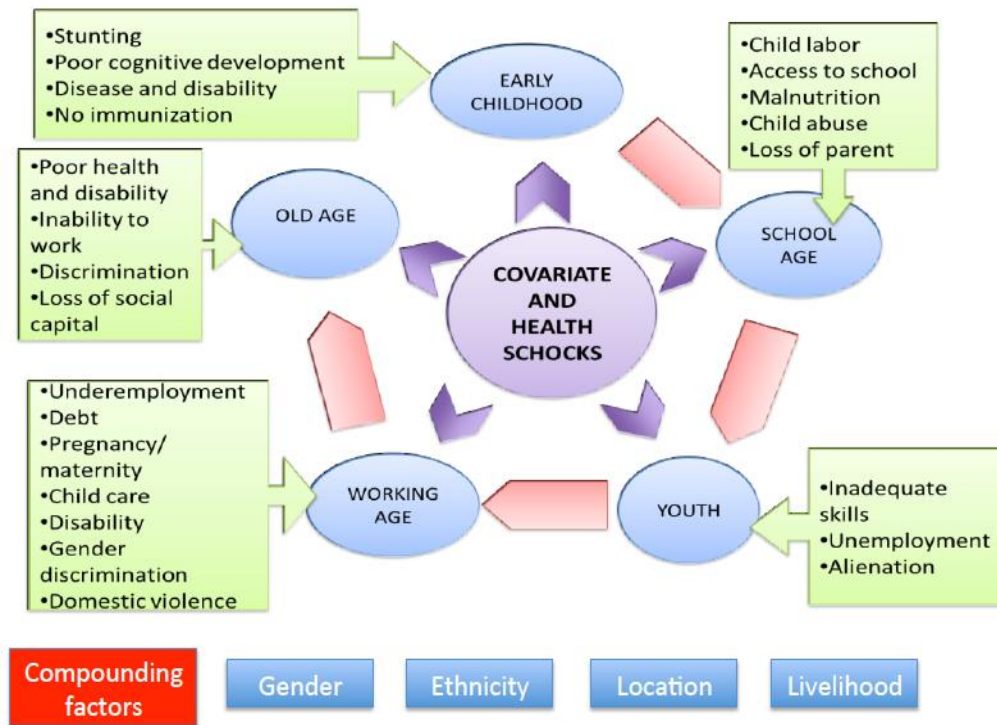 •Stunting
•Poor cognitive development
•Disease and disability
•No immunization
EARLY
CHILDHOOD
•Child labor
•Access to school
•Malnutrition
•Child abuse
•Loss of parent
•Poor health
and disability
•Inability to
work
•Discrimination
•Loss of social
capital
OLD AGE
SCHOOL
AGE
COVARIATE
AND
HEALTH
SCHOCKS
•Underemployment
•Debt
•Pregnancy/
maternity
•Child care
•Disability
•Gender
discrimination
•Domestic violence
WORKING
AGE
YOUTH
•Inadequate
skills
•Unemployment
•Alienation
Compounding
factors
Gender
Ethnicity
Location
Livelihood